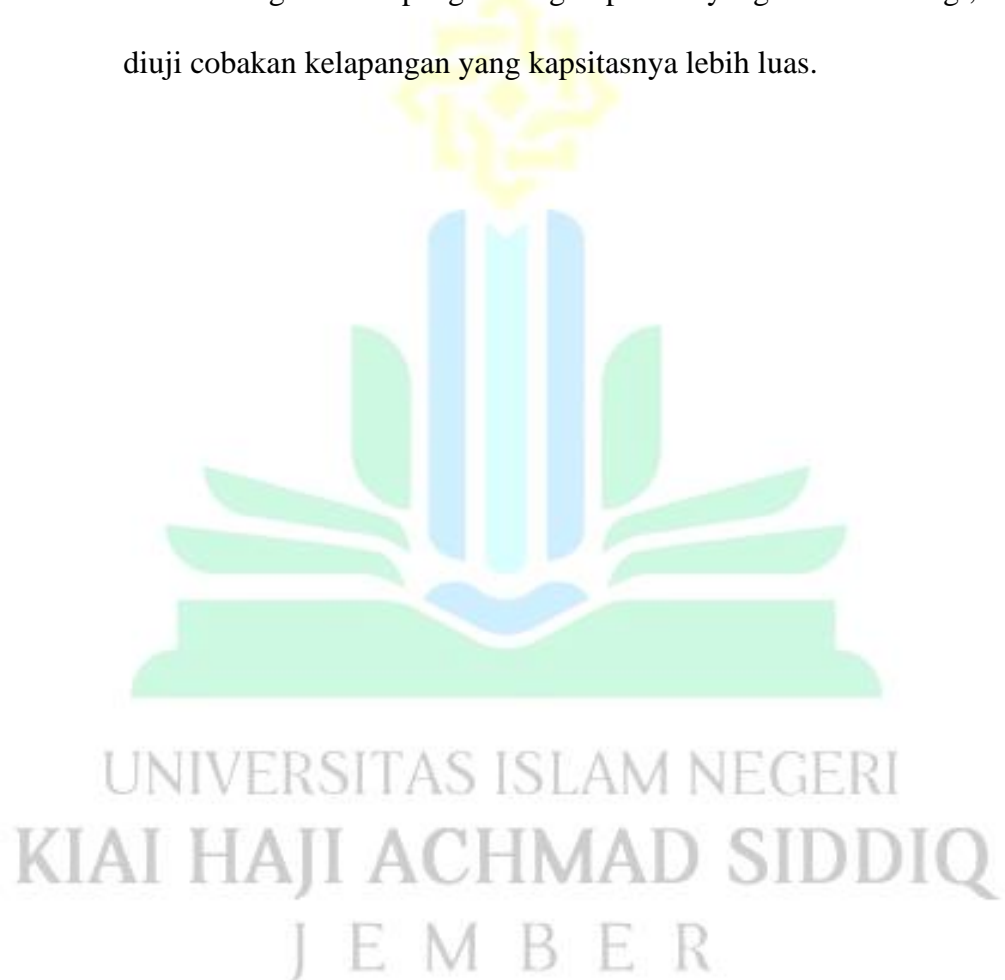 diuji cobakan kelapangan yang kapsitasnya lebih luas.
UNIVERSITAS ISLAM NEGERI
KIAI HAJI ACHMAD SIDDIQ
J E M B E R